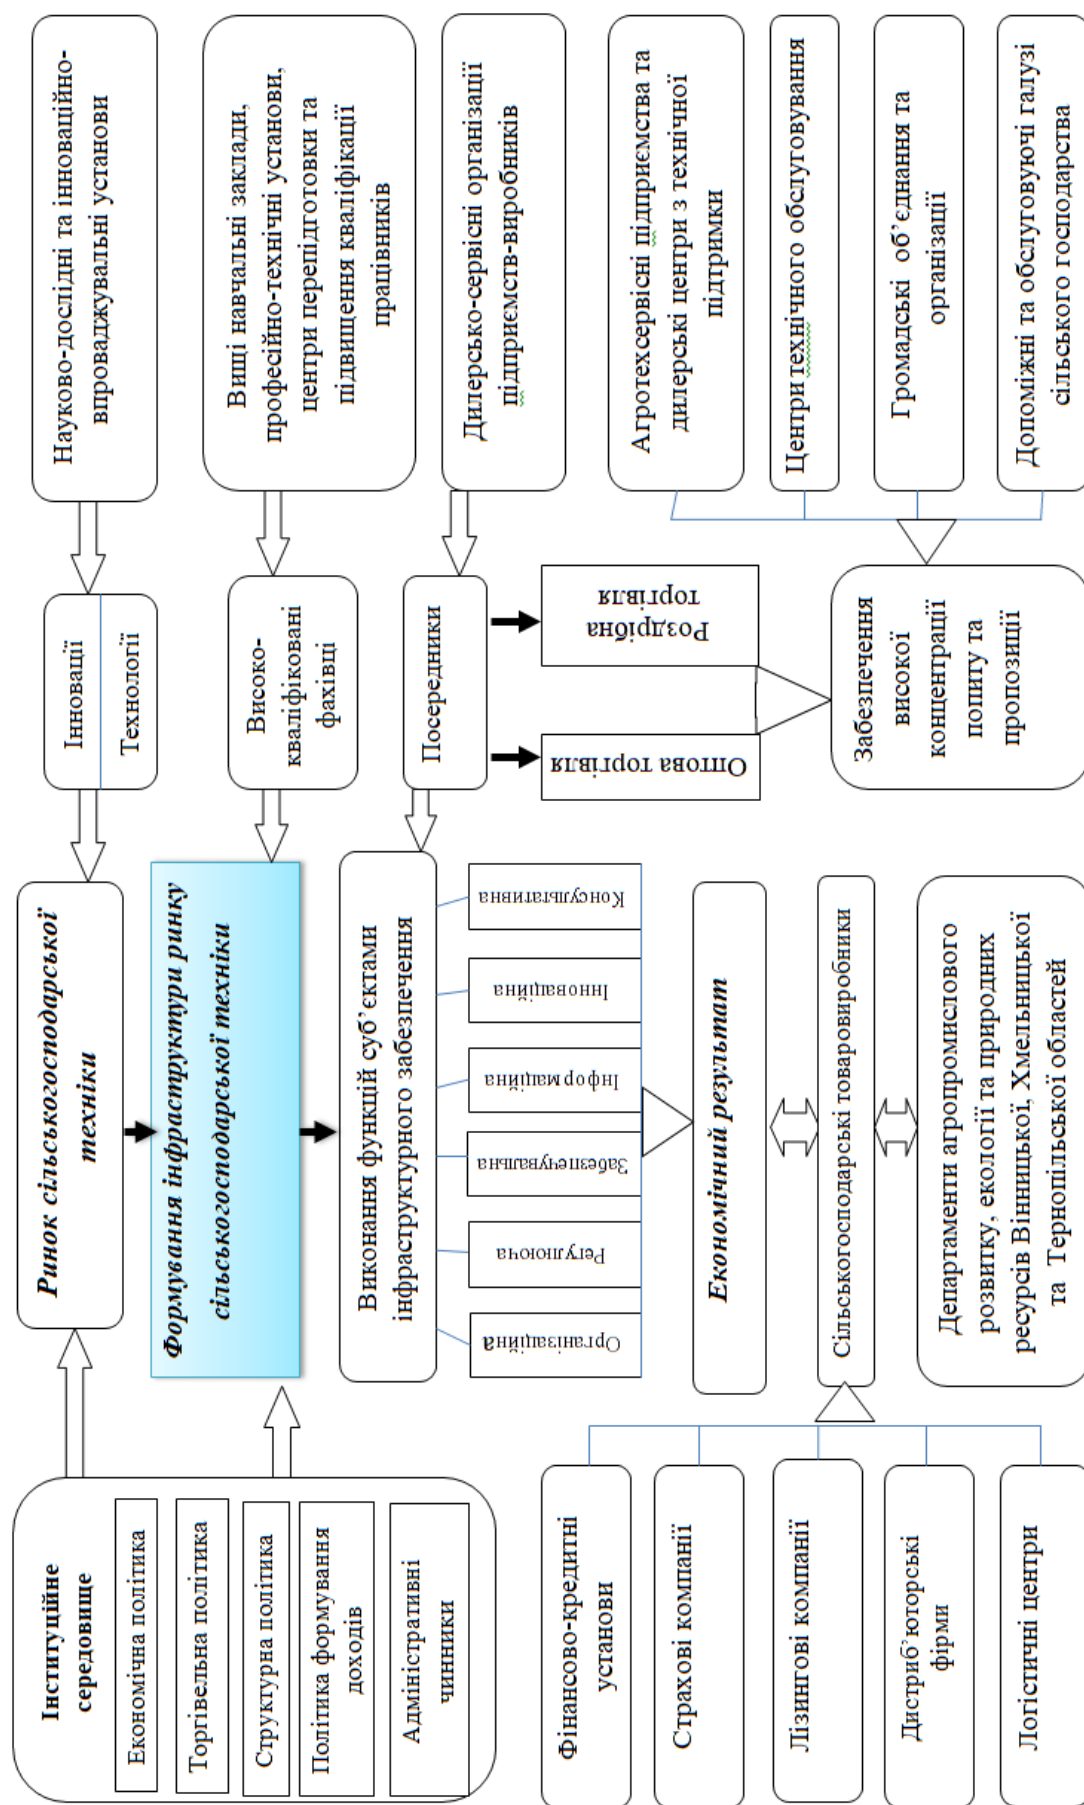 Інституційне
середовище
Економічна політика
Торгівельна політика
Структурна політика
Політика формування
доходів
Адміністративні
чинники
Ринок сільськогосподарської
техніки
Формування інфраструктури ринку
сільськогосподарської техніки
Виконання функцій суб’єктами
інфраструктурного забезпечення
Організаційна
Регулююча
Забезпечувальна
Інформаційна
Інноваційна
Консультативна
Інновації
Технології
Високо-
кваліфіковані
фахівці
Посередники
Науково-дослідні та інноваційно-
впроваджувальні установи
Вищі навчальні заклади,
професійно-технічні установи,
центри перепідготовки та
підвищення кваліфікації
працівників
Дилерсько-сервісні організації
підприємств-виробників
Оптова торгівля
Роздрібна
торгівля
Агротехсервісні підприємства та
дилерські центри з технічної
підтримки
Центри технічного обслуговування
Громадські об’єднання та
організації
Допоміжні та обслуговуючі галузі
сільського господарства
Забезпечення
високої
концентрації
попиту та
пропозиції
Економічний результат
Сільськогосподарські товаровиробники
Департаменти агропромислового
розвитку, екології та природних
ресурсів Вінницької, Хмельницької
та Тернопільської областей
Фінансово-кредитні
установи
Страхові компанії
Лізингові компанії
Дистриб’юторські
фірми
Логістичні центри